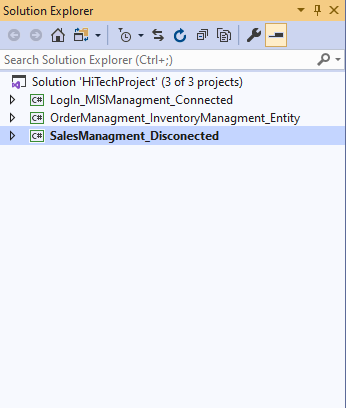 Solution Explorer
Search Solution Explorer (Ctrl+;)
Solution 'HiTechProject' (3 of 3 projects)
C# LogIn_MISManagment_Connected
C# OrderManagment_InventoryManagment_Entity
C# SalesManagment_Disconected